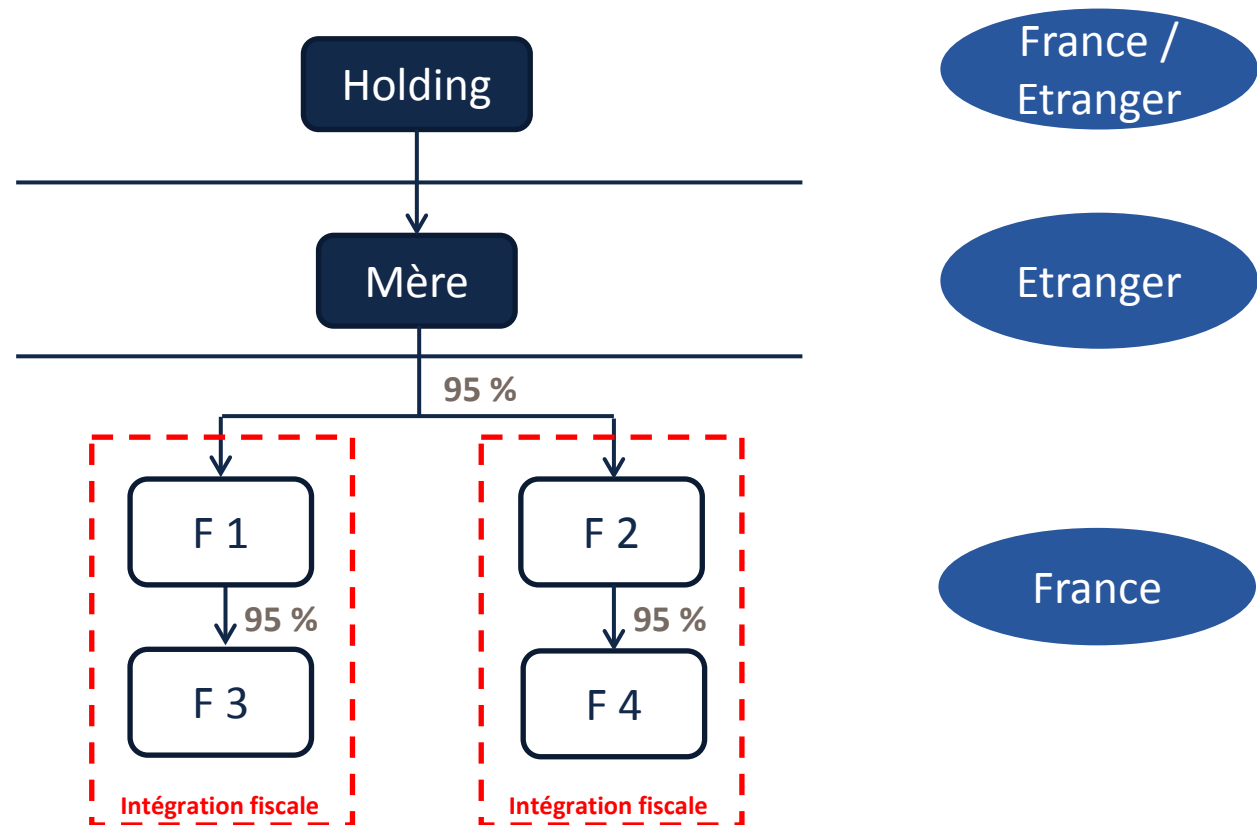 Holding
France /
Etranger
Mère
Etranger
95 %
F 1
F 2
France
95 %
95 %
F 3
F 4
Intégration fiscale
Intégration fiscale